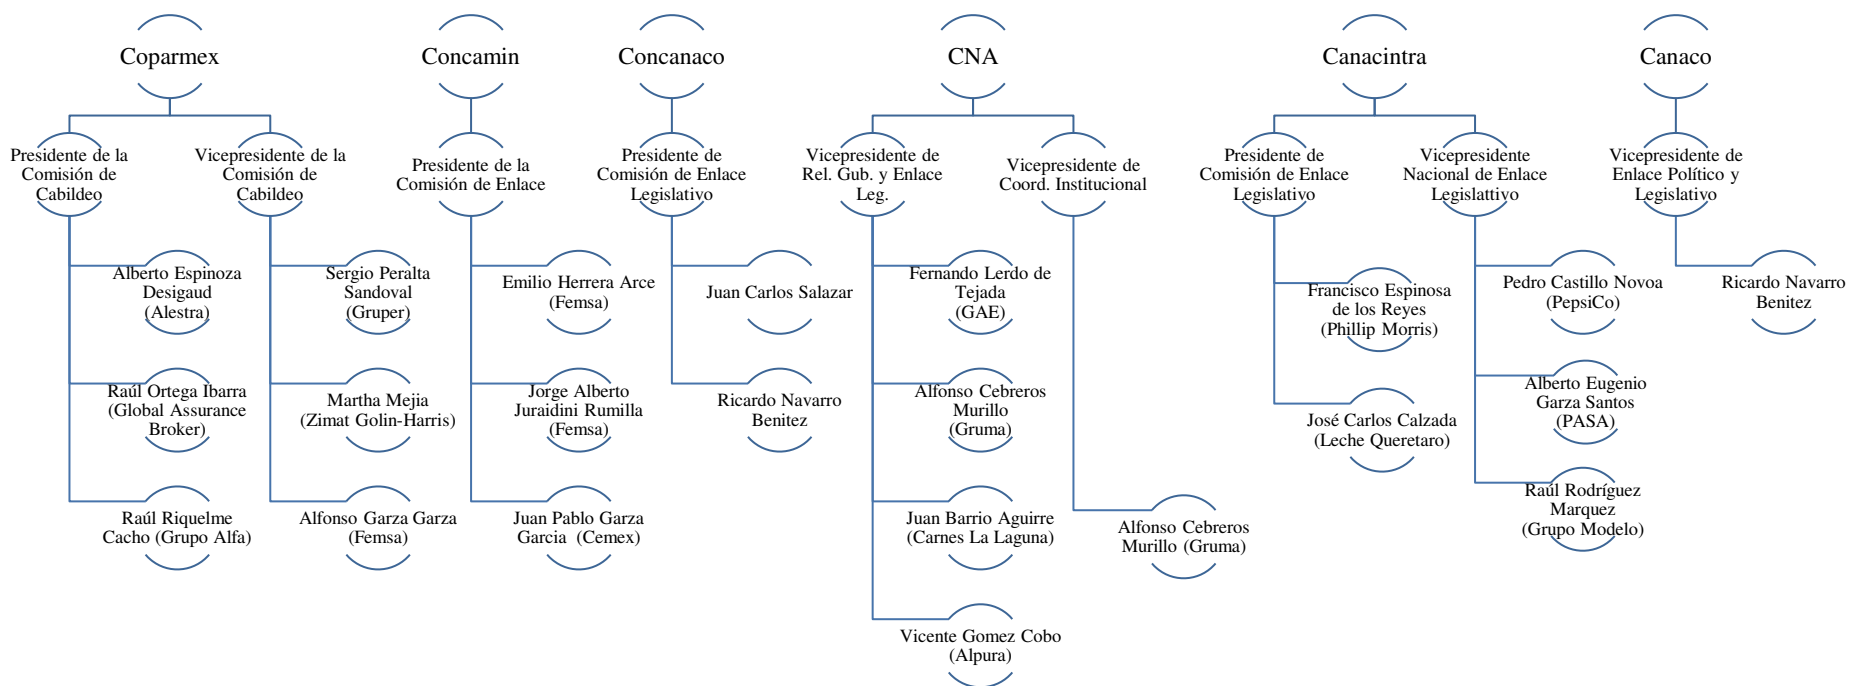 Coparmex
Concamin
Concanaco
CNA
Canacintra
Canaco
Presidente de la
Comisión de
Cabildeo
Vicepresidente de la
Comisión de
Cabildeo
Presidente de la
Comisión de Enlace
Presidente de
Comisión de Enlace
Legislativo
Vicepresidente de
Rel. Gub. y Enlace
Leg.
Vicepresidente de
Coord. Institucional
Presidente de
Comisión de Enlace
Legislativo
Vicepresidente
Nacional de Enlace
Legislattivo
Vicepresidente de
Enlace Político y
Legislativo
Alberto Espinoza
Desigaud
(Alestra)
Raúl Ortega Ibarra
(Global Assurance
Broker)
Raúl Riquelme
Cacho (Grupo Alfa)
Sergio Peralta
Sandoval
(Gruper)
Martha Mejia
(Zimat Golin-Harris)
Alfonso Garza Garza
(Femsa)
Emilio Herrera Arce
(Femsa)
Jorge Alberto
Juraidini Rumilla
(Femsa)
Juan Pablo Garza
Garcia (Cemex)
Juan Carlos Salazar
Ricardo Navarro
Benitez
Fernando Lerdo de
Tejada
(GAE)
Alfonso Cebreros
Murillo
(Gruma)
Juan Barrio Aguirre
(Carnes La Laguna)
Vicente Gomez Cobo
(Alpura)
Alfonso Cebreros
Murillo (Gruma)
Francisco Espinosa
de los Reyes
(Phillip Morris)
José Carlos Calzada
(Leche Queretaro)
Pedro Castillo Novoa
(PepsiCo)
Alberto Eugenio
Garza Santos
(PASA)
Raúl Rodríguez
Marquez
(Grupo Modelo)
Ricardo Navarro
Benitez